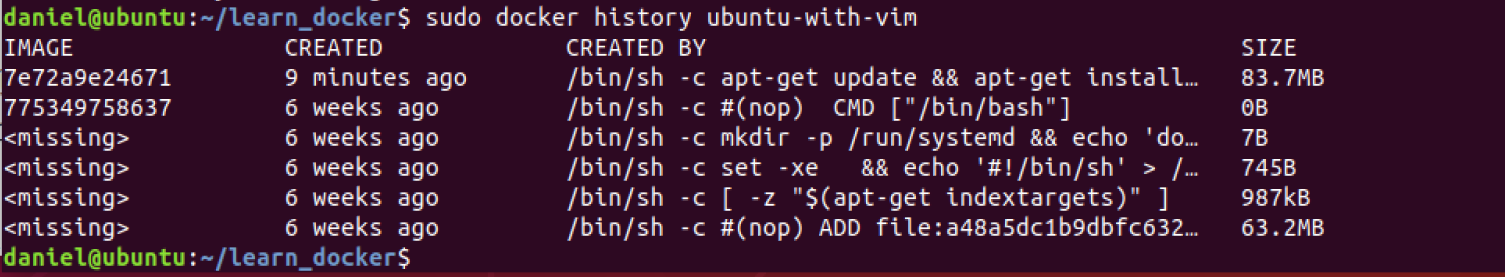 daniel@ubuntu:~/learn_docker$ sudo docker history ubuntu-with-vim
IMAGE CREATED CREATED BY SIZE
7e72a9e24671 9 minutes ago /bin/sh -c apt-get update && apt-get install… 83.7MB
775349758637 6 weeks ago /bin/sh -c #(nop)  CMD ["/bin/bash"] 0B
<missing> 6 weeks ago /bin/sh -c mkdir -p /run/systemd && echo 'do… 7B
<missing> 6 weeks ago /bin/sh -c set -xe   && echo '#!/bin/sh' > /… 745B
<missing> 6 weeks ago /bin/sh -c [ -z "$(apt-get indextargets)" ] 987kB
<missing> 6 weeks ago /bin/sh -c #(nop) ADD file:a48a5dc1b9dbfc632… 63.2MB
daniel@ubuntu:~/learn_docker$